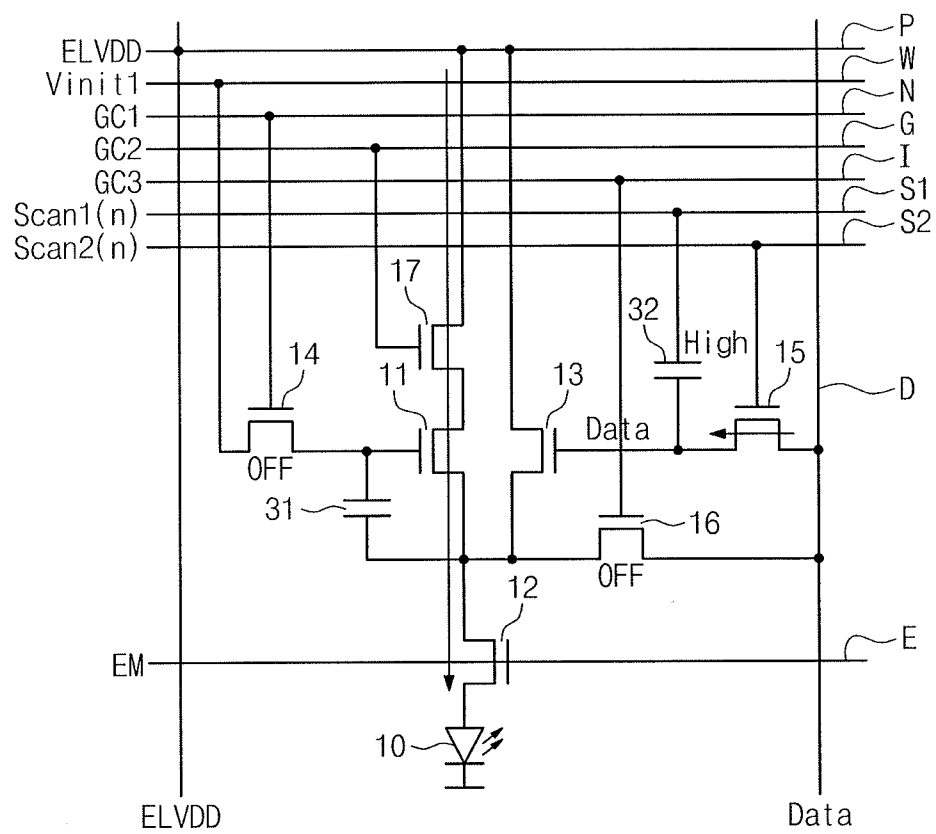 P
ELVDD
W
Vinit1
N
GC1
G
GC2
I
GC3
S1
Scan1(n)
S2
Scan2(n)
17
32
High
15
14
11
13
D
Data
OFF
31
16
OFF
12
E
EM
10
ELVDD
Data